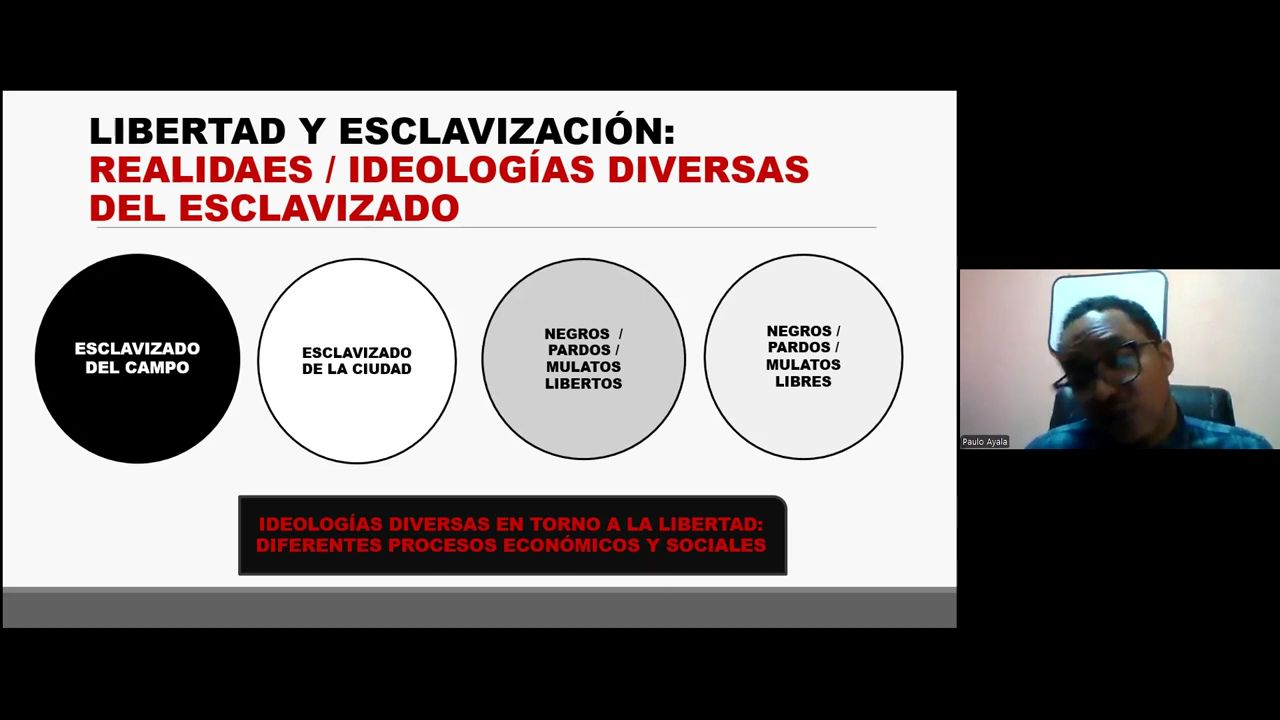 LIBERTAD Y ESCLAVIZACIÓN:
REALIDAES / IDEOLOGÍAS DIVERSAS
DEL ESCLAVIZADO
ESCLAVIZADO
DEL CAMPO
ESCLAVIZADO
DE LA CIUDAD
NEGROS /
PARDOS /
MULATOS
LIBERTOS
NEGROS /
PARDOS /
MULATOS
LIBRES
IDEOLOGÍAS DIVERSAS EN TORNO A LA LIBERTAD:
DIFERENTES PROCESOS ECONÓMICOS Y SOCIALES
Paulo Ayala